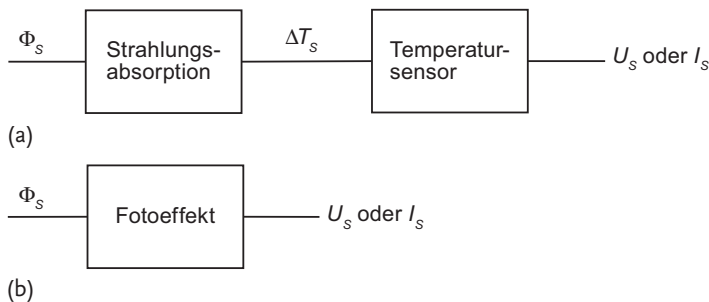 ΦS
Strahlungs-
absorption
ΔTS
Temperatur-
sensor
US oder IS
(a)
ΦS
Fotoeffekt
US oder IS
(b)